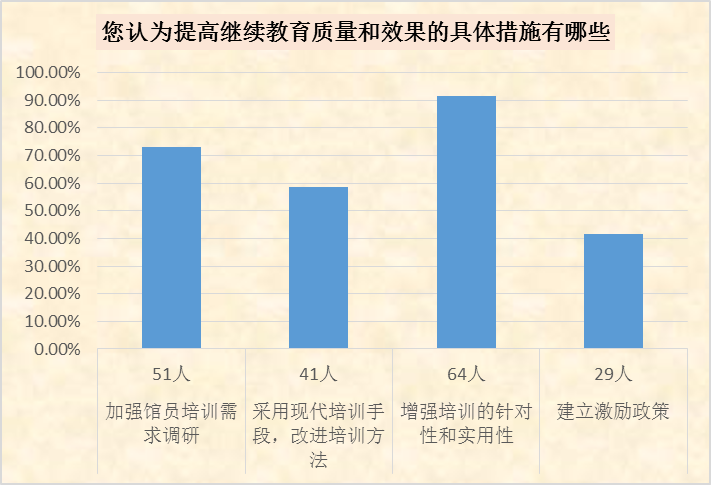 您认为提高继续教育质量和效果的具体措施有哪些
100.00%
90.00%
80.00%
70.00%
60.00%
50.00%
40.00%
30.00%
20.00%
10.00%
0.00%
51人
41人
64人
29人
加强馆员培训需
求调研
采用现代培训手
段，改进培训方
法
增强培训的针对
性和实用性
建立激励政策